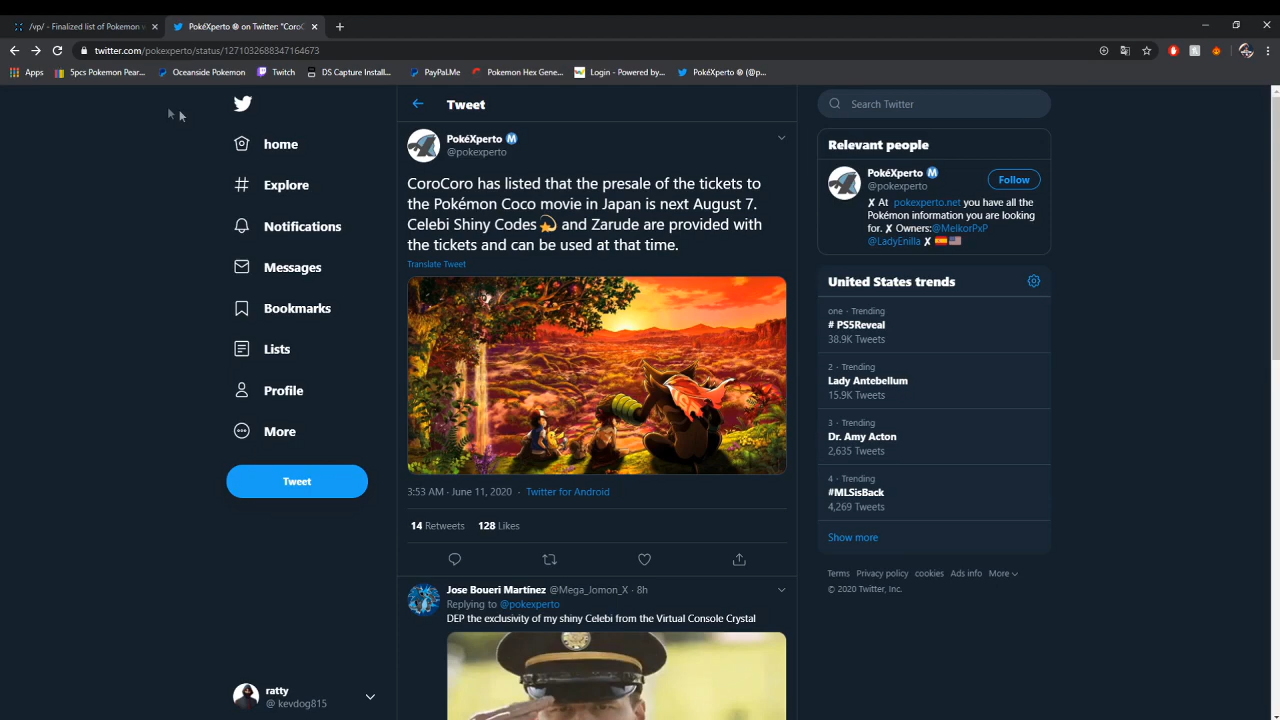 /vp/ - Finalized list of Pokemon w
PokéXperto ® on Twitter: "CoroC
twitter.com/pokexperto/status/1271032688347164673
Apps
5pcs Pokemon Pear...
Oceanside Pokemon
Twitch
DS Capture Install...
PayPal.Me
Pokemon Hex Gene...
Login - Powered by...
PokéXperto ® (@p...
home
Explore
Notifications
Messages
Bookmarks
Lists
Profile
More
Tweet
ratty
@ kevdog815
Tweet
PokéXperto M
@pokexperto
CoroCoro has listed that the presale of the tickets to
the Pokémon Coco movie in Japan is next August 7.
Celebi Shiny Codes💫 and Zarude are provided with
the tickets and can be used at that time.
Translate Tweet
3:53 AM · June 11, 2020 · Twitter for Android
14 Retweets 128 Likes
Jose Boueri Martínez @Mega_Jomon_X · 8h
Replying to @pokexperto
DEP the exclusivity of my shiny Celebi from the Virtual Console Crystal
Search Twitter
Relevant people
PokéXperto M
@pokexperto
Follow
✘ At pokexperto.net you have all the
Pokémon information you are looking
for. ✘ Owners:@MelkorPxP
@LadyEnilla ✘ 🇪🇸🇺🇸
United States trends
one · Trending
# PS5Reveal
38.9K Tweets
2 · Trending
Lady Antebellum
15.9K Tweets
3 · Trending
Dr. Amy Acton
2,635 Tweets
4 · Trending
#MLSisBack
4,269 Tweets
Show more
Terms Privacy policy cookies Ads info More
© 2020 Twitter, Inc.